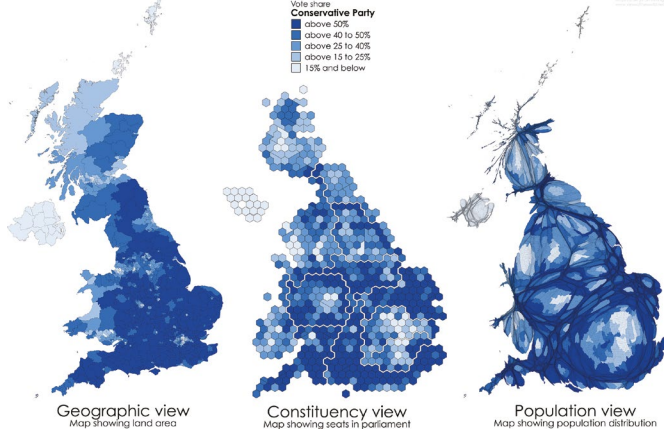 Vote share
Conservative Party
above 50%
above 40 to 50%
above 25 to 40%
above 15 to 25%
15% and below
Geographic view
Map showing land area
Constituency view
Map showing seats in parliament
Population view
Map showing population distribution